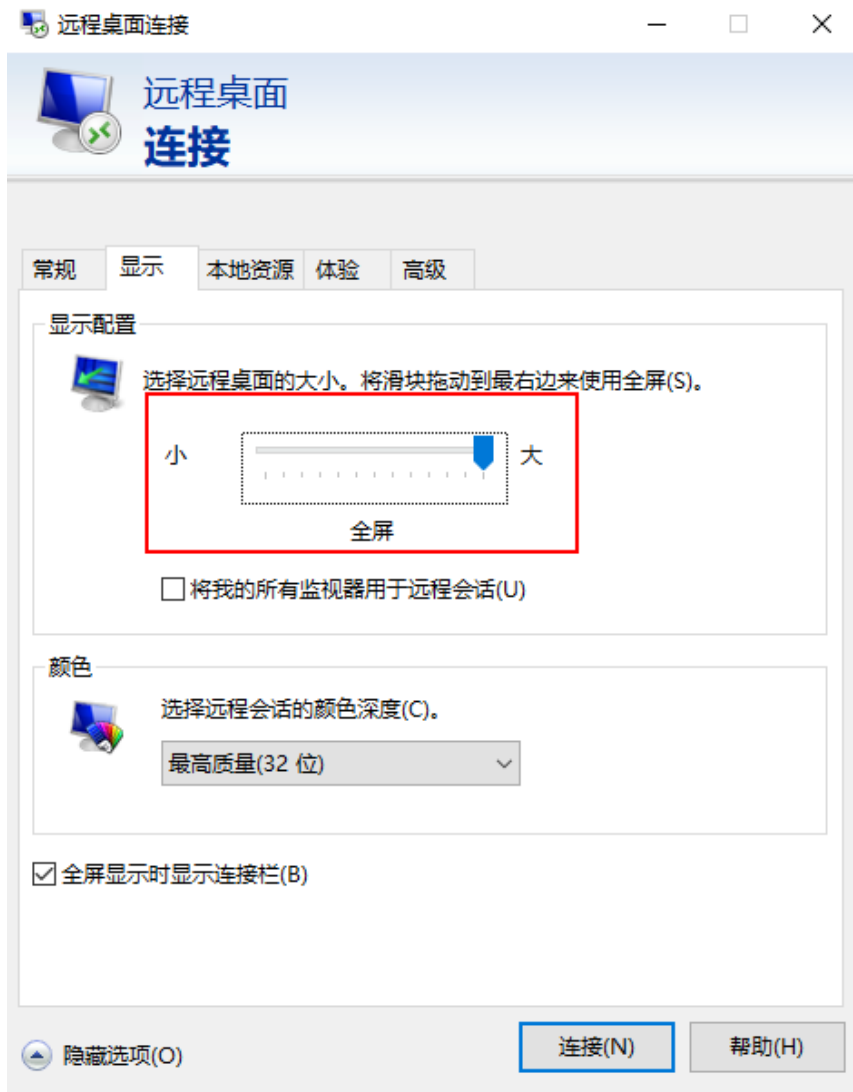 远程桌面连接
远程桌面
连接
常规 显示 本地资源 体验 高级
显示配置
选择远程桌面的大小。将滑块拖动到最右边来使用全屏(S)。
小 大
全屏
将我的所有监视器用于远程会话(U)
颜色
选择远程会话的颜色深度(C)。
最高质量(32 位)
全屏显示时显示连接栏(B)
隐藏选项(O) 连接(N) 帮助(H)